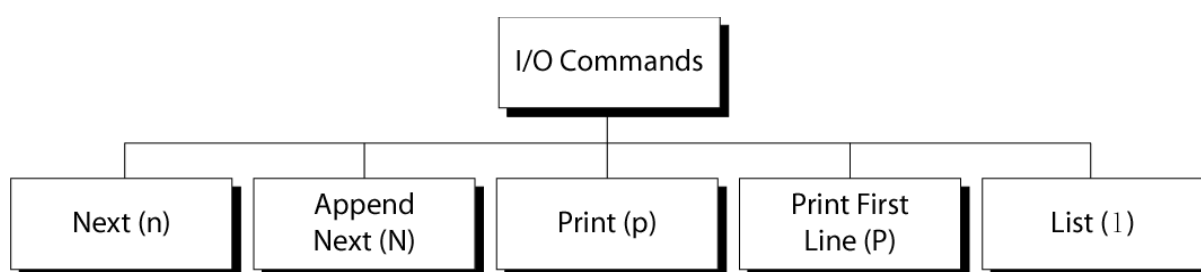 I/O Commands
Next (n)
Append
Next (N)
Print (p)
Print First
Line (P)
List (l)